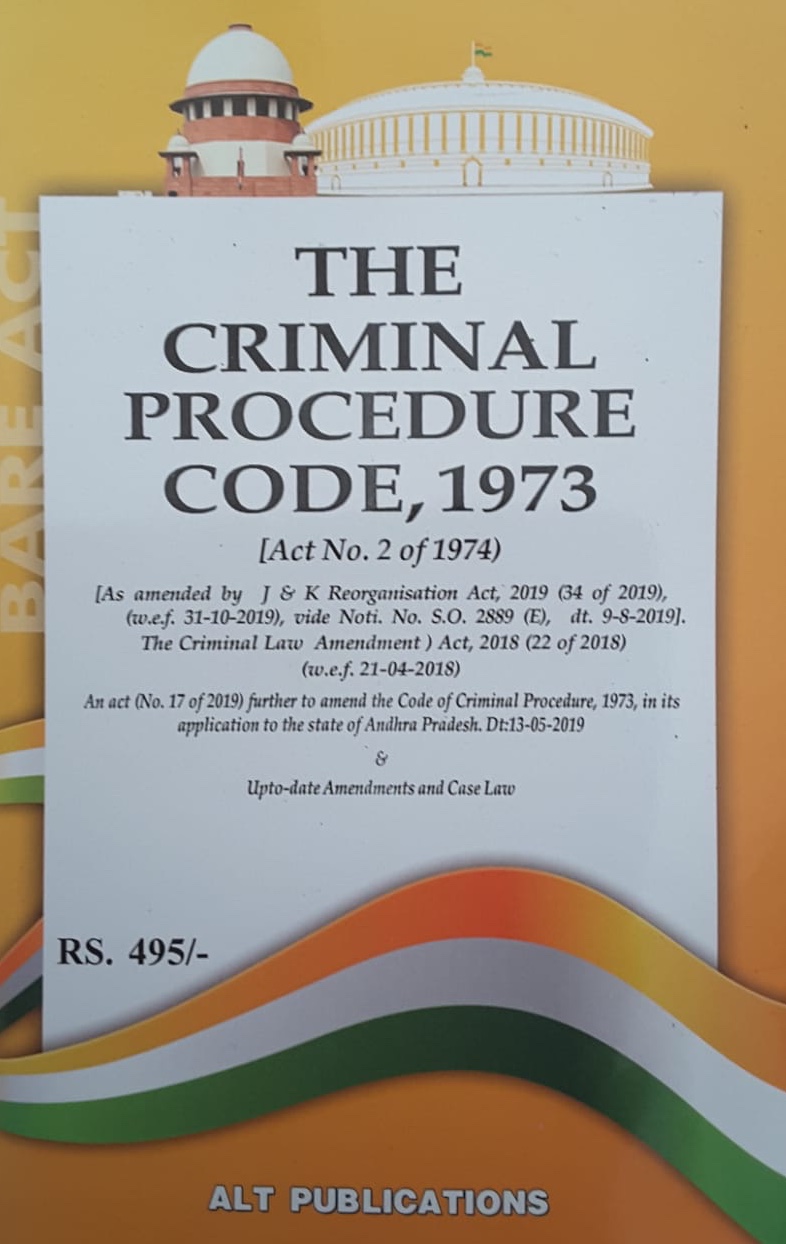 BARE ACT
THE
CRIMINAL
PROCEDURE
CODE, 1973
[Act No. 2 of 1974)
[As amended by J & K Reorganisation Act, 2019 (34 of 2019),
(w.e.f. 31-10-2019), vide Noti. No. S.O. 2889 (E), dt. 9-8-2019].
The Criminal Law Amendment ) Act, 2018 (22 of 2018)
(w.e.f. 21-04-2018)
An act (No. 17 of 2019) further to amend the Code of Criminal Procedure, 1973, in its
application to the state of Andhra Pradesh. Dt:13-05-2019
&
Upto-date Amendments and Case Law
RS. 495/-
ALT PUBLICATIONS